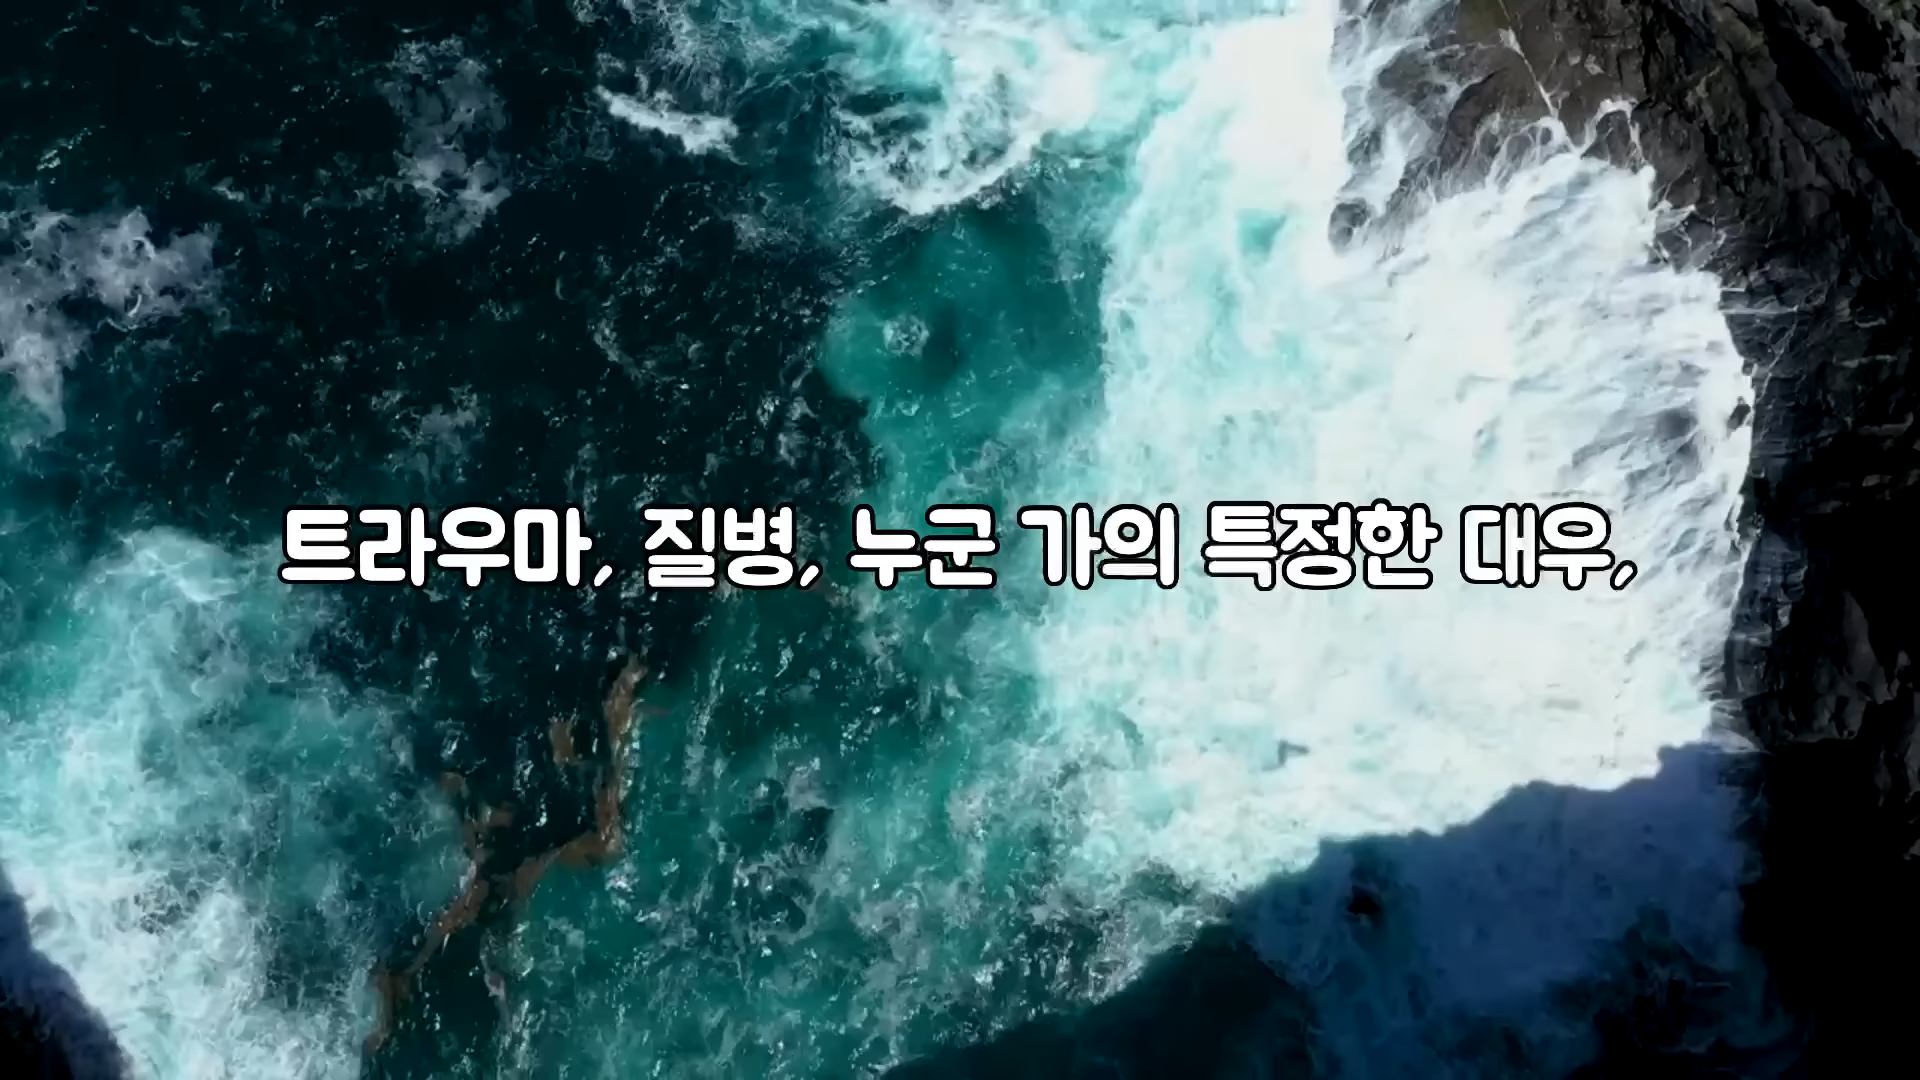 트라우마, 질병, 누군 가의 특정한 대우,